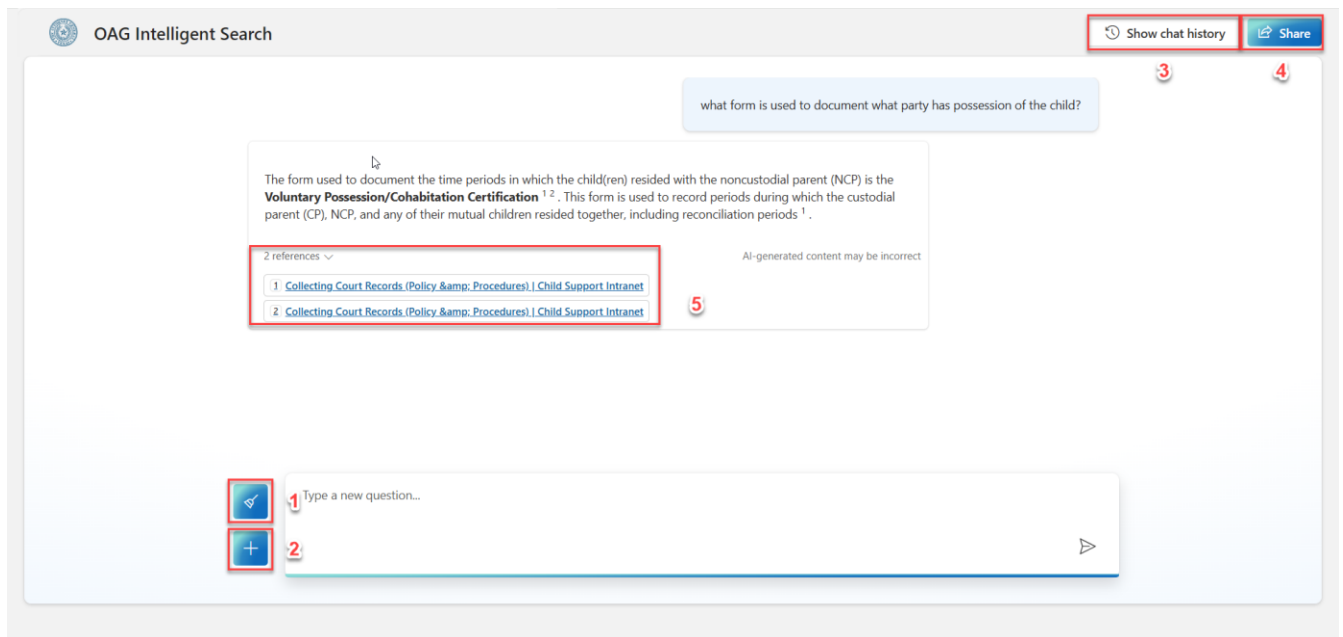 OAG Intelligent Search
Show chat history
Share
3
4
what form is used to document what party has possession of the child?
The form used to document the time periods in which the child(ren) resided with the noncustodial parent (NCP) is the
Voluntary Possession/Cohabitation Certification 1 2 . This form is used to record periods during which the custodial
parent (CP), NCP, and any of their mutual children resided together, including reconciliation periods 1 .
2 references
AI-generated content may be incorrect
1 Collecting Court Records (Policy &amp; Procedures) | Child Support Intranet
2 Collecting Court Records (Policy &amp; Procedures) | Child Support Intranet
5
1
Type a new question...
2